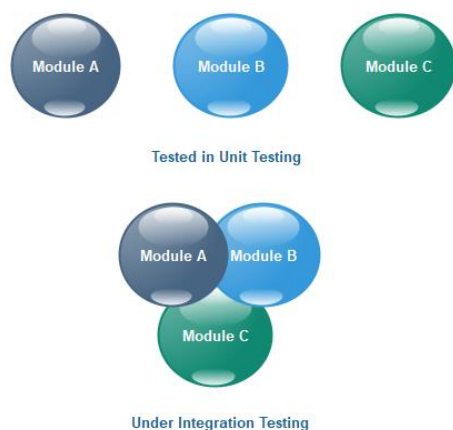 Module A
Module B
Module C
Tested in Unit Testing
Module A
Module B
Module C
Under Integration Testing